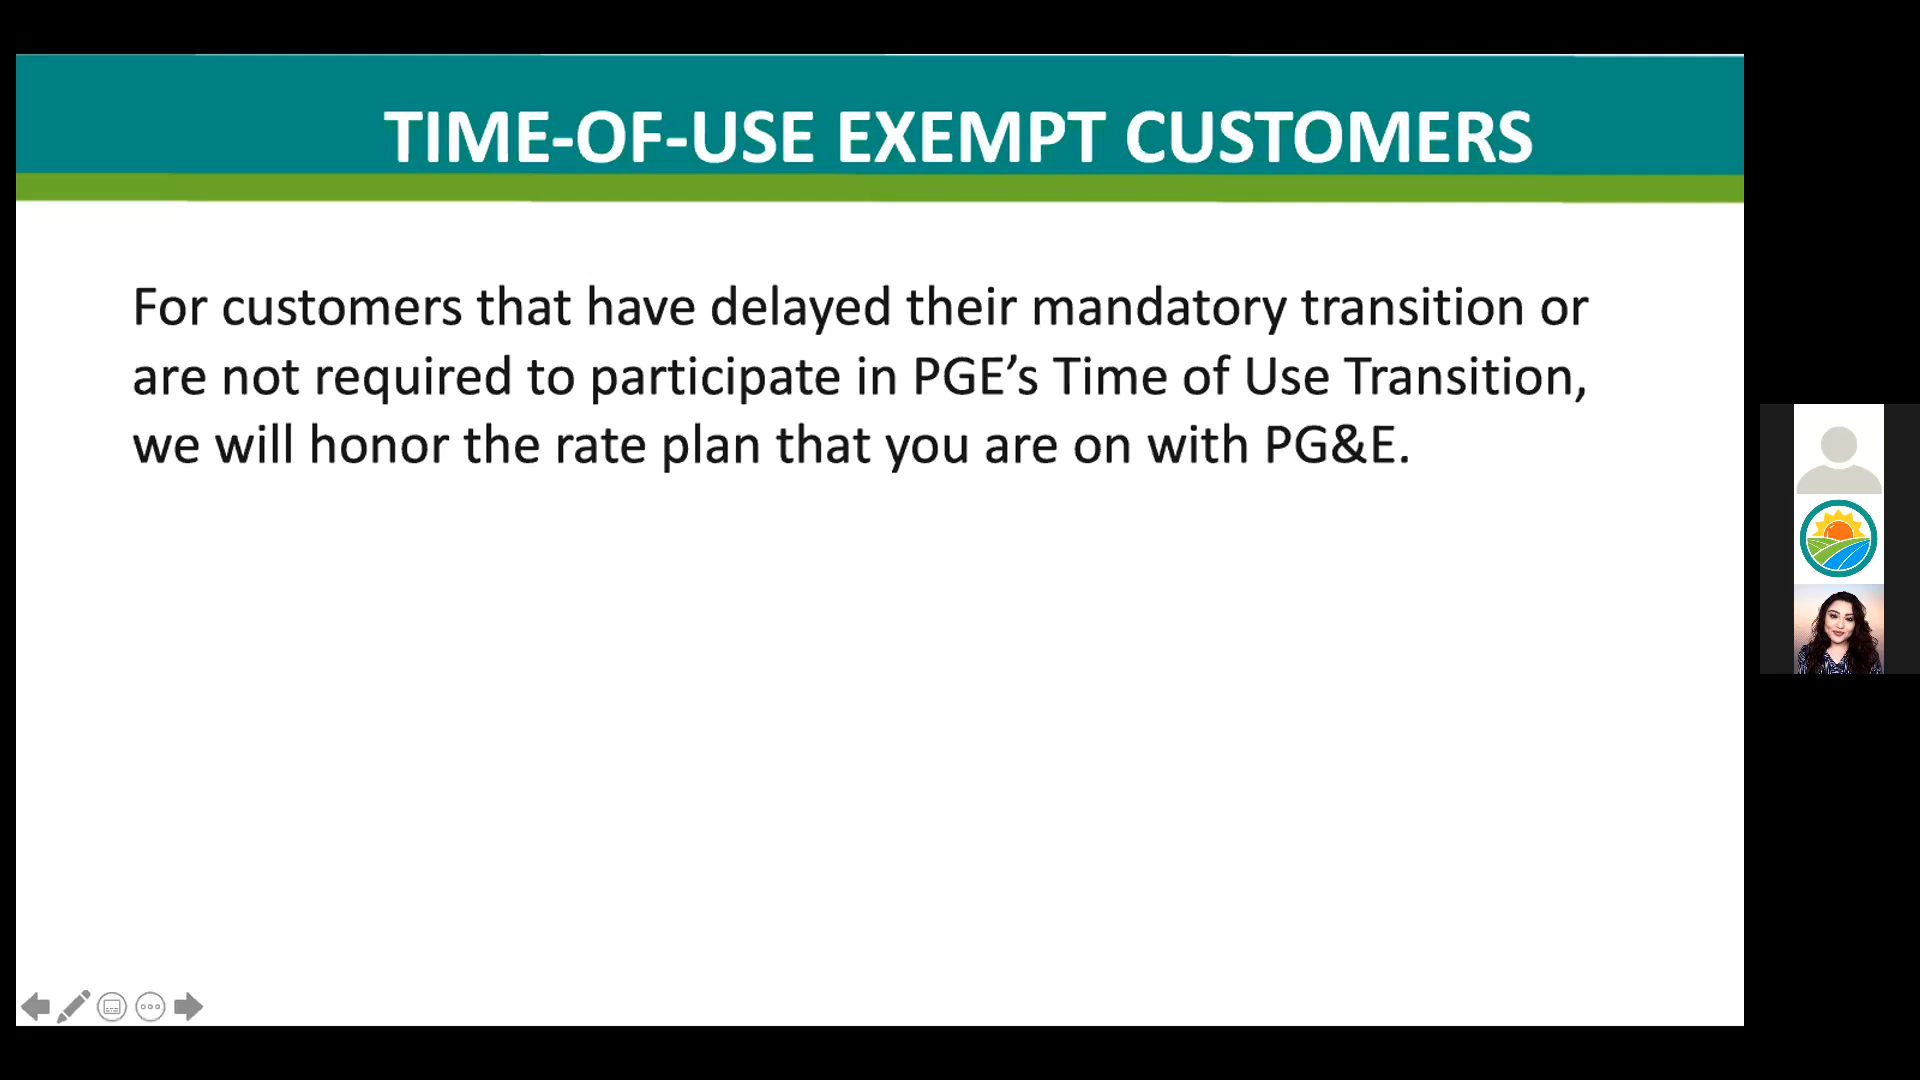 TIME-OF-USE EXEMPT CUSTOMERS
For customers that have delayed their mandatory transition or
are not required to participate in PGE’s Time of Use Transition,
we will honor the rate plan that you are on with PG&E.